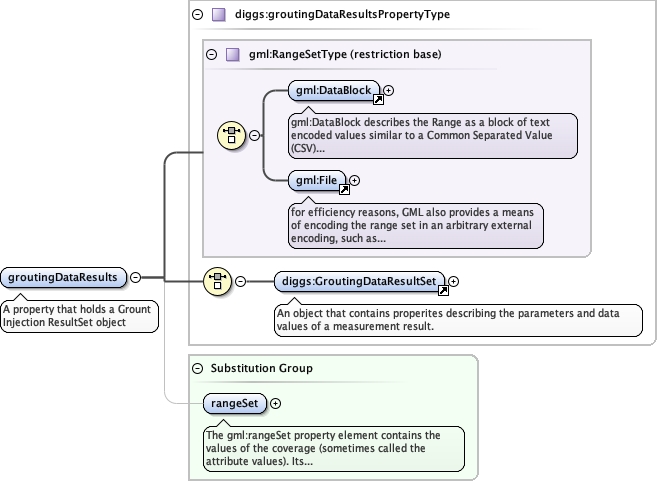 diggs:groutingDataResultsPropertyType
gml:RangeSetType (restriction base)
gml:DataBlock
gml:DataBlock describes the Range as a block of text
encoded values similar to a Common Separated Value
(CSV)...
gml:File
for efficiency reasons, GML also provides a means
of encoding the range set in an arbitrary external
encoding, such as...
groutingDataResults
A property that holds a Grount
Injection ResultSet object
diggs:GroutingDataResultSet
An object that contains properites describing the parameters and data
values of a measurement result.
Substitution Group
rangeSet
The gml:rangeSet property element contains the
values of the coverage (sometimes called the
attribute values). Its...